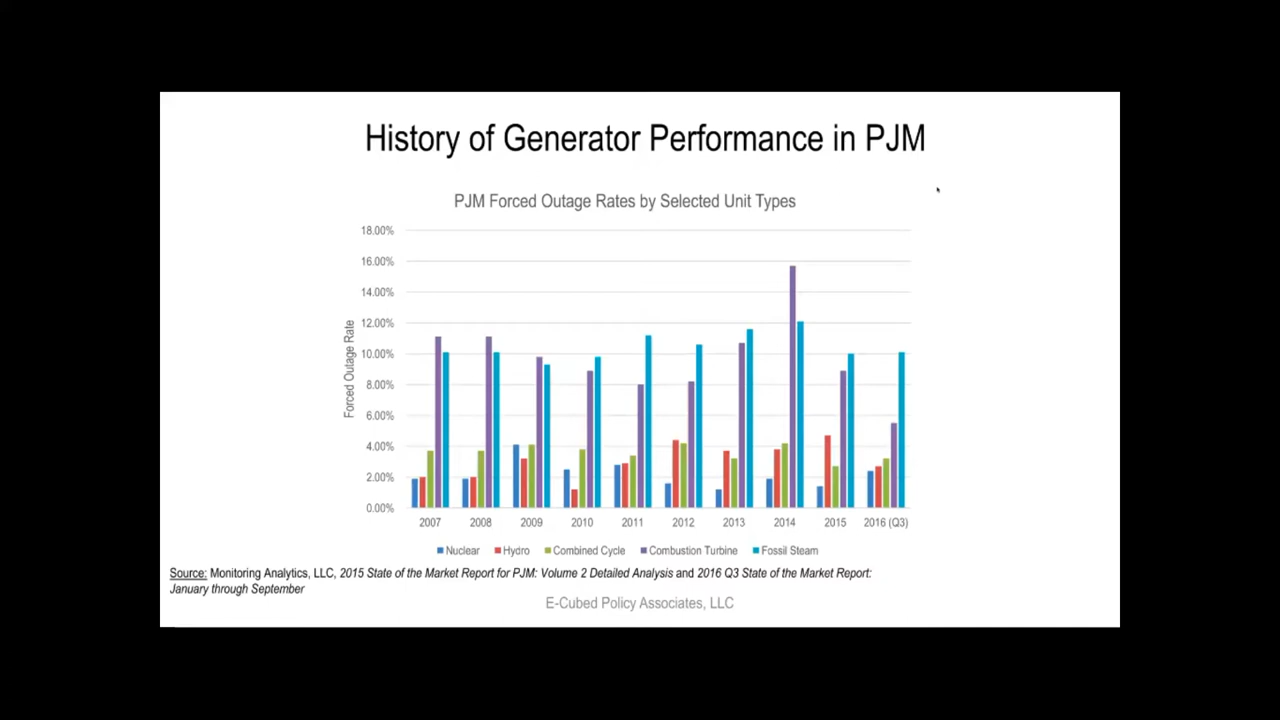 History of Generator Performance in PJM
PJM Forced Outage Rates by Selected Unit Types
18.00%
16.00%
14.00%
12.00%
10.00%
8.00%
6.00%
4.00%
2.00%
0.00%
Forced Outage Rate
2007 2008 2009 2010 2011 2012 2013 2014 2015 2016 (Q3)
Nuclear Hydro Combined Cycle Combustion Turbine Fossil Steam
Source: Monitoring Analytics, LLC, 2015 State of the Market Report for PJM: Volume 2 Detailed Analysis and 2016 Q3 State of the Market Report:
January through September
E-Cubed Policy Associates, LLC